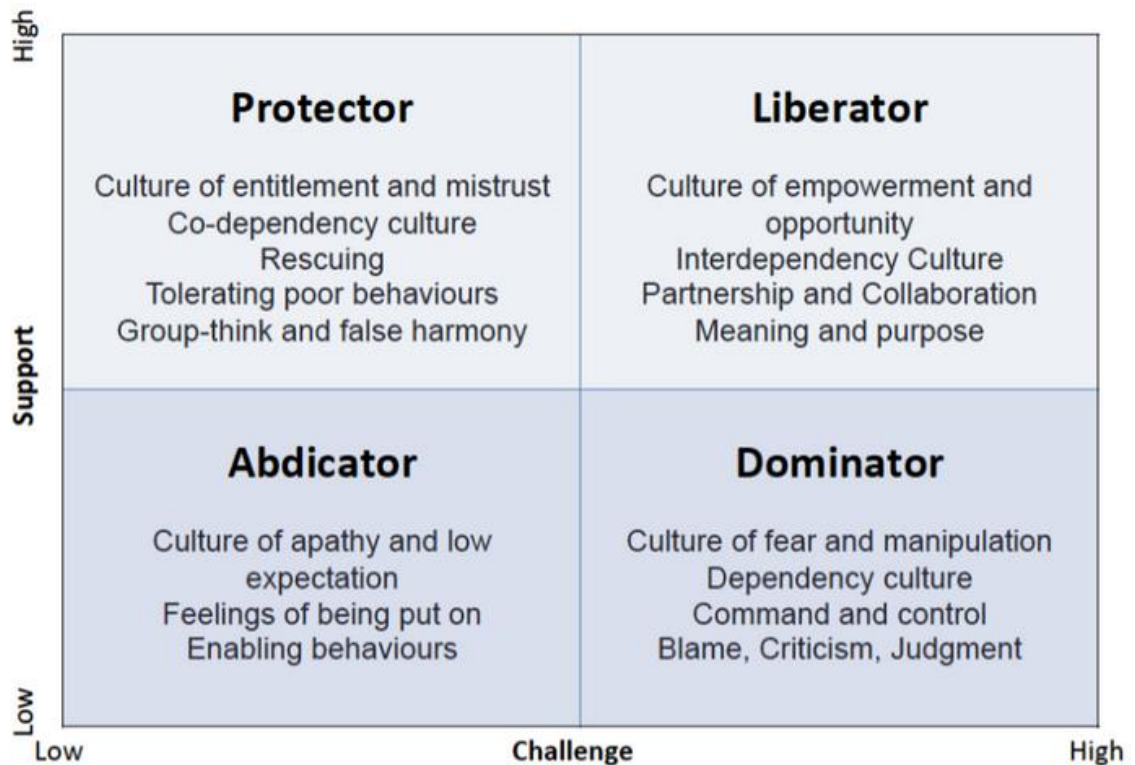 High
Protector
Culture of entitlement and mistrust
Co-dependency culture
Rescuing
Tolerating poor behaviours
Group-think and false harmony
Liberator
Culture of empowerment and
opportunity
Interdependency Culture
Partnership and Collaboration
Meaning and purpose
Support
Abdicator
Culture of apathy and low
expectation
Feelings of being put on
Enabling behaviours
Dominator
Culture of fear and manipulation
Dependency culture
Command and control
Blame, Criticism, Judgment
Low
Low
Challenge
High